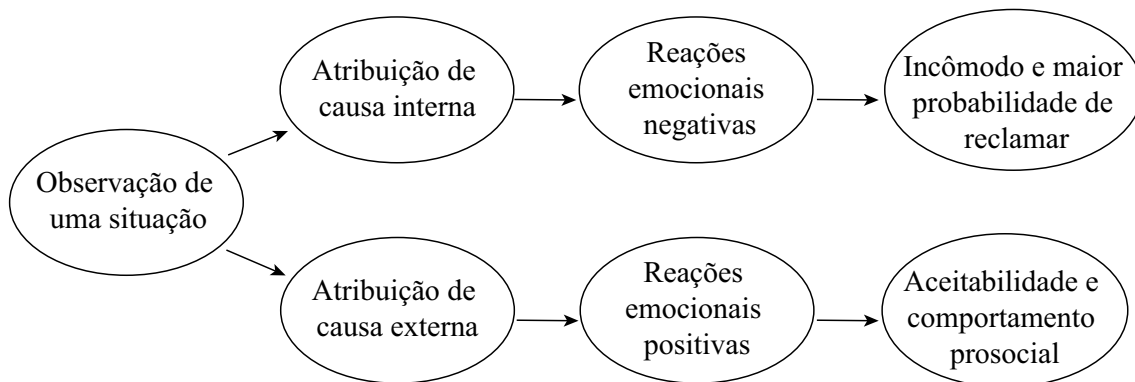 Observação de
uma situação
Atribuição de
causa interna
Reações
emocionais
negativas
Incômodo e maior
probabilidade de
reclamar
Atribuição de
causa externa
Reações
emocionais
positivas
Aceitabilidade e
comportamento
prosocial